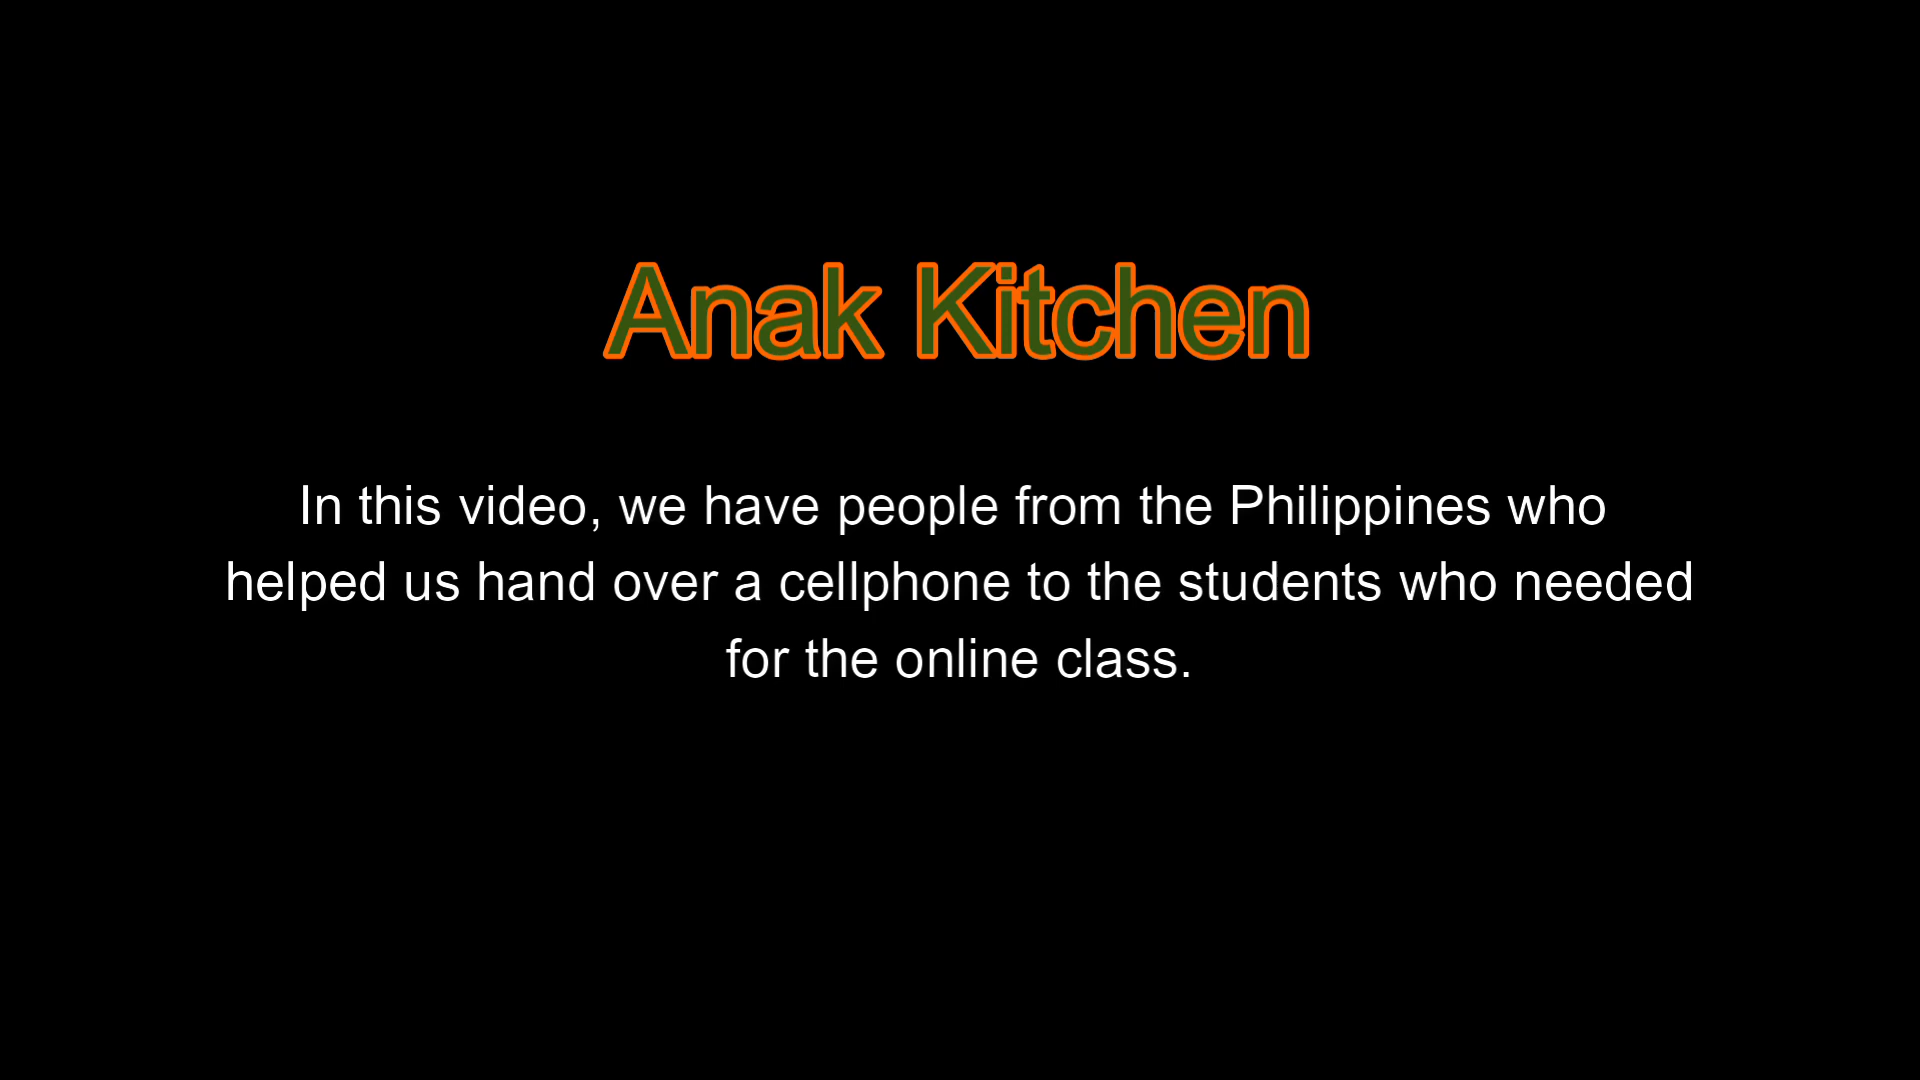 Anak Kitchen
In this video, we have people from the Philippines who
helped us hand over a cellphone to the students who needed
for the online class.